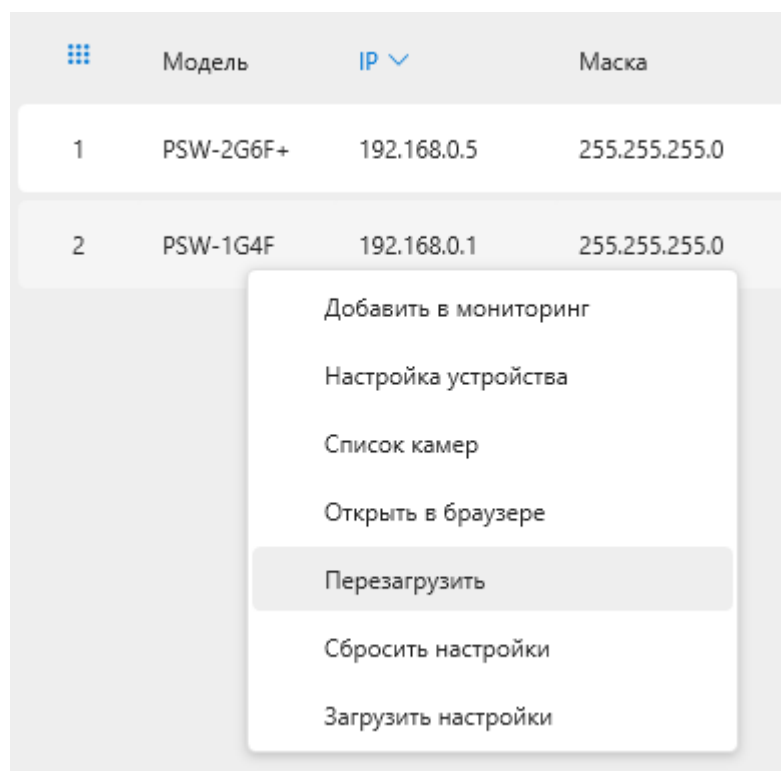 Модель IP Маска
1 PSW-2G6F+ 192.168.0.5 255.255.255.0
2 PSW-1G4F 192.168.0.1 255.255.255.0
Добавить в мониторинг
Настройка устройства
Список камер
Открыть в браузере
Перезагрузить
Сбросить настройки
Загрузить настройки